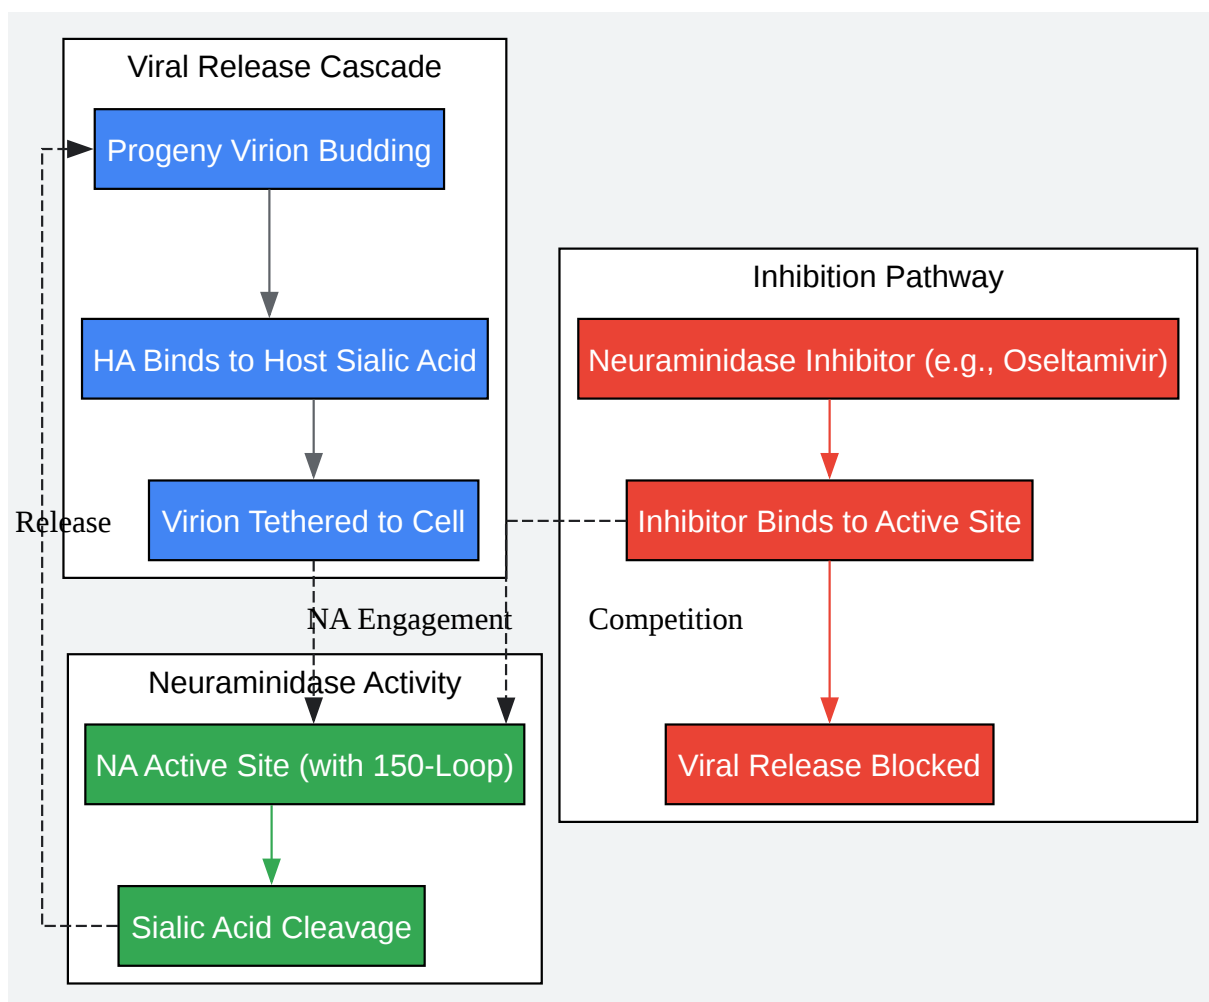 Viral Release Cascade
Progeny Virion Budding
HA Binds to Host Sialic Acid
Virion Tethered to Cell
Release
NA Engagement
Neuraminidase Activity
NA Active Site (with 150-Loop)
Sialic Acid Cleavage
Inhibition Pathway
Neuraminidase Inhibitor (e.g., Oseltamivir)
Inhibitor Binds to Active Site
Competition
Viral Release Blocked